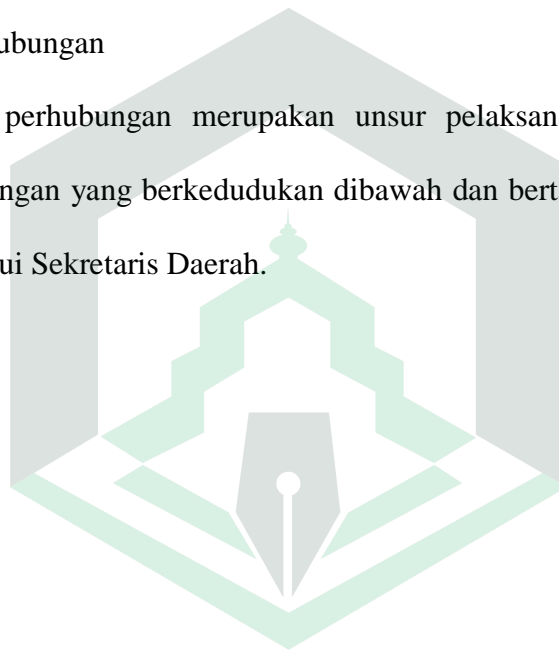 ubungan
perhubungan merupakan unsur pelaksan
ngan yang berkedudukan dibawah dan bert
ui Sekretaris Daerah.